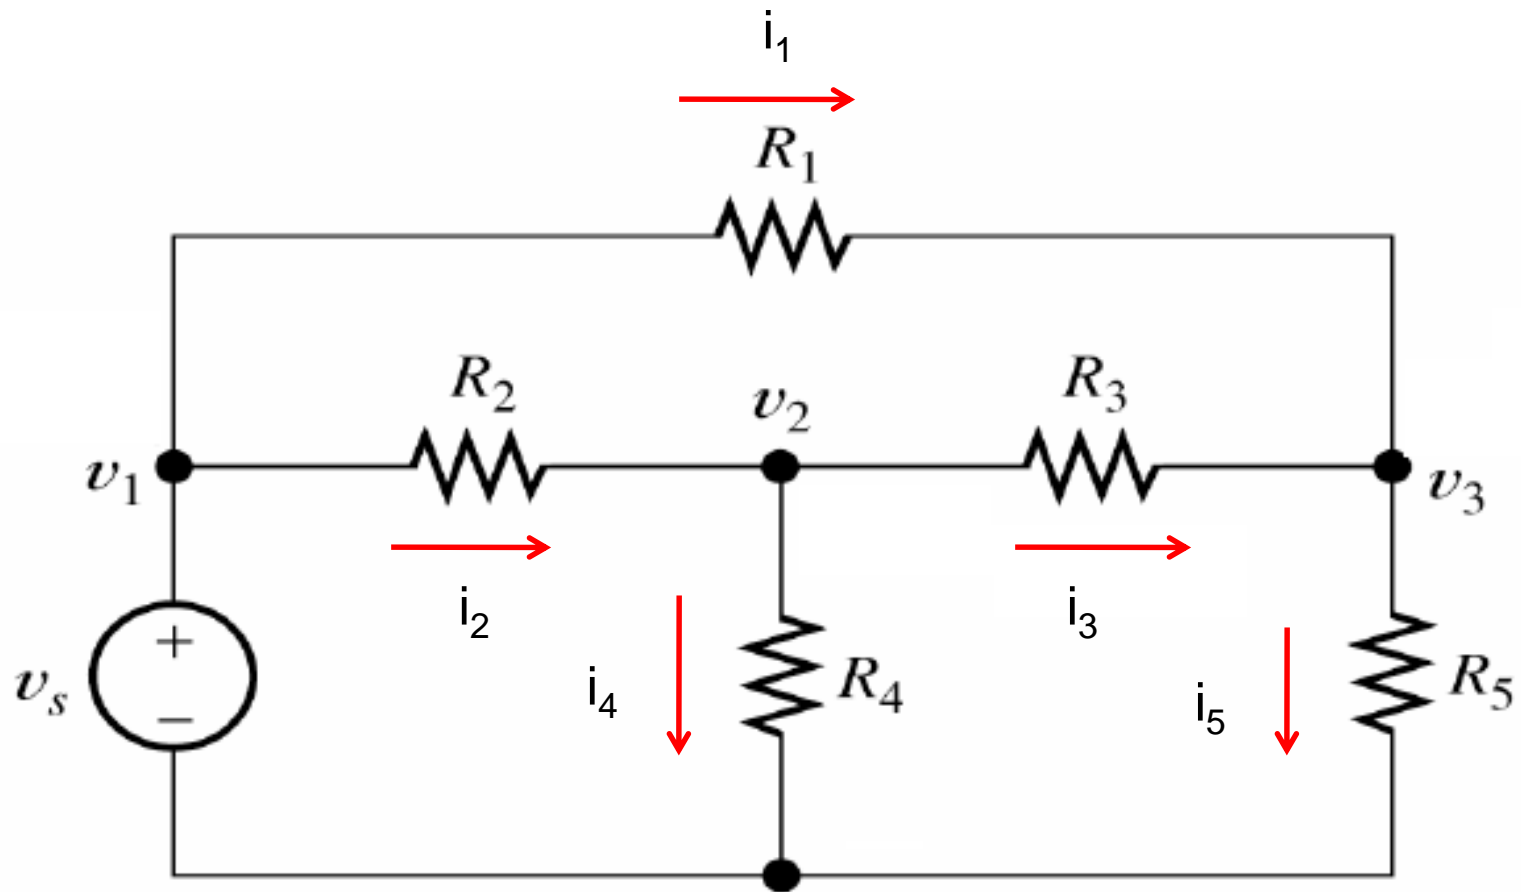 i₁
R₁
R₂
v₂
R₃
v₁
v₃
i₂
i₃
+
vₛ
−
i₄
R₄
i₅
R₅